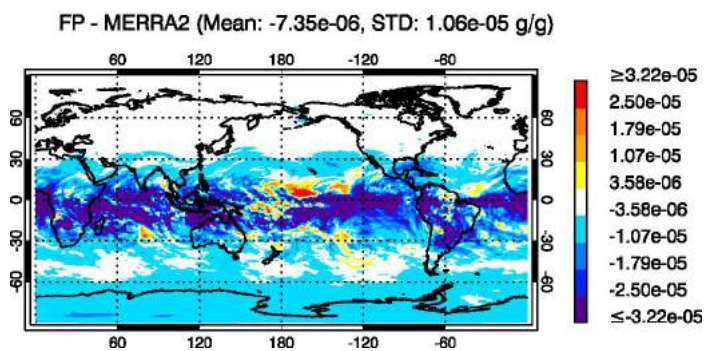 FP - MERRA2 (Mean: -7.35e-06, STD: 1.06e-05 g/g)
60 120 180 -120 -60
60
30
0
-30
-60
60
30
0
-30
-60
60 120 180 -120 -60
≥3.22e-05
2.50e-05
1.79e-05
1.07e-05
3.58e-06
-3.58e-06
-1.07e-05
-1.79e-05
-2.50e-05
≤-3.22e-05